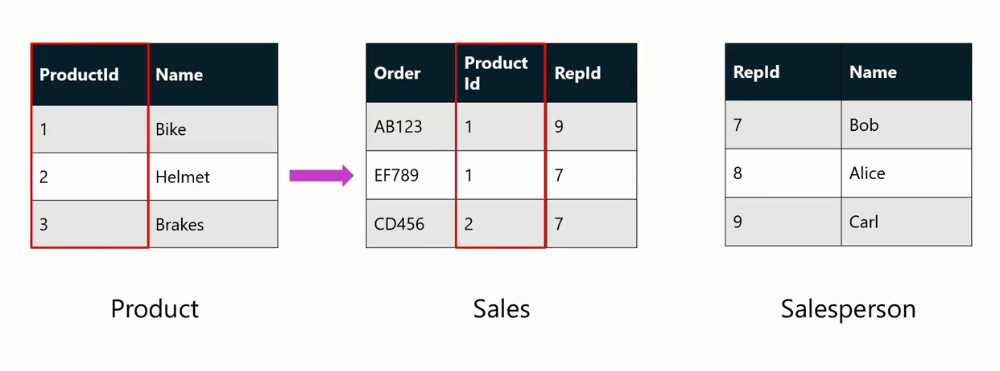 ProductId Name
1 Bike
2 Helmet
3 Brakes
Product
Order Product Id RepId
AB123 1 9
EF789 1 7
CD456 2 7
Sales
RepId Name
7 Bob
8 Alice
9 Carl
Salesperson